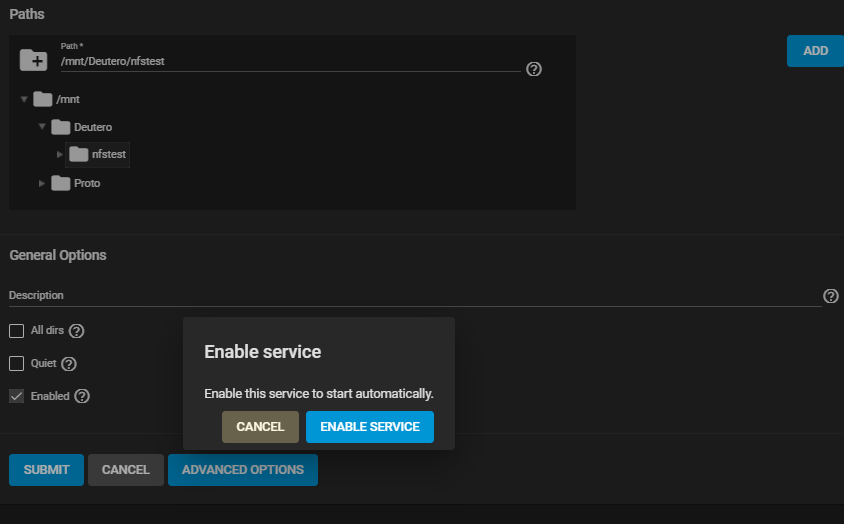 Paths
Path *
/mnt/Deutero/nfstest
ADD
/mnt
Deutero
nfstest
Proto
General Options
Description
All dirs
Quiet
Enabled
Enable service
Enable this service to start automatically.
CANCEL ENABLE SERVICE
SUBMIT CANCEL ADVANCED OPTIONS